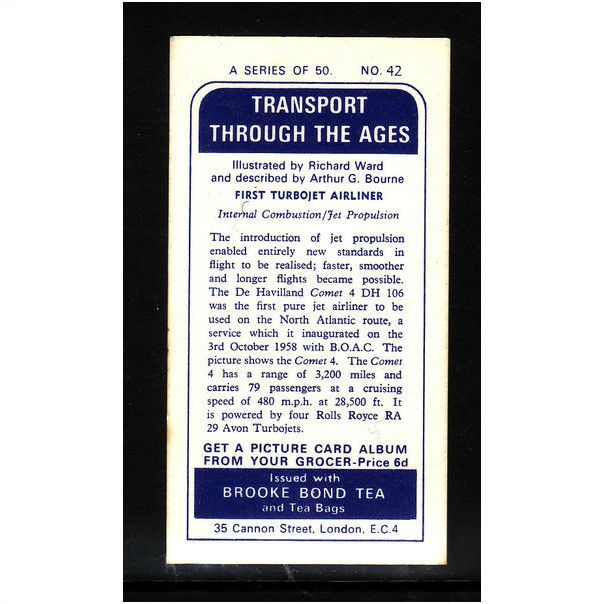 A SERIES OF 50. NO. 42
TRANSPORT
THROUGH THE AGES
Illustrated by Richard Ward
and described by Arthur G. Bourne
FIRST TURBOJET AIRLINER
Internal Combustion/Jet Propulsion
The introduction of jet propulsion
enabled entirely new standards in
flight to be realised; faster, smoother
and longer flights became possible.
The De Havilland Comet 4 DH 106
was the first pure jet airliner to be
used on the North Atlantic route, a
service which it inaugurated on the
3rd October 1958 with B.O.A.C. The
picture shows the Comet 4. The Comet
4 has a range of 3,200 miles and
carries 79 passengers at a cruising
speed of 480 m.p.h. at 28,500 ft. It
is powered by four Rolls Royce RA
29 Avon Turbojets.
GET A PICTURE CARD ALBUM
FROM YOUR GROCER-Price 6d
Issued with
BROOKE BOND TEA
and Tea Bags
35 Cannon Street, London, E.C.4